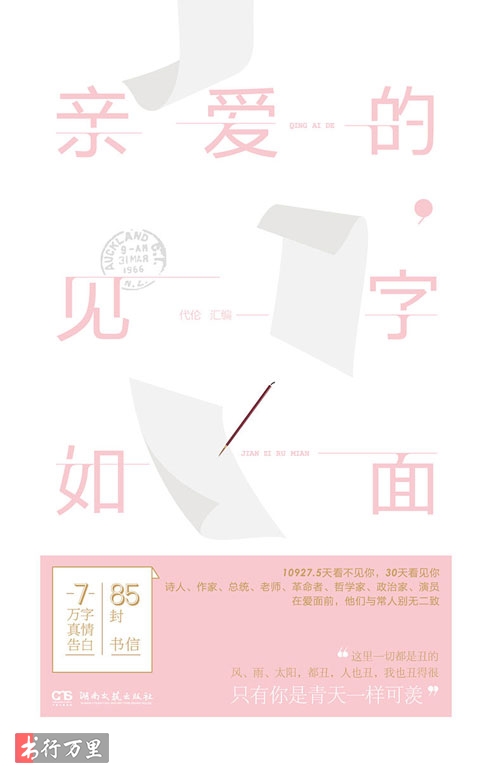 亲爱的
QING AI DE
,
AUCKLAND C.1.
9-AM
31 MAR
1966
N.Z.
见字
代伦 汇编
JIAN ZI RU MIAN
如面
-7-
万字
真情
告白
85
封
书信
10927.5天看不见你，30天看见你
诗人、作家、总统、老师、革命者、哲学家、政治家、演员
在爱面前，他们与常人别无二致
“这里一切都是丑的
风、雨、太阳，都丑，人也丑，我也丑得很
只有你是青天一样可羡”
湖南文艺出版社
书行万里